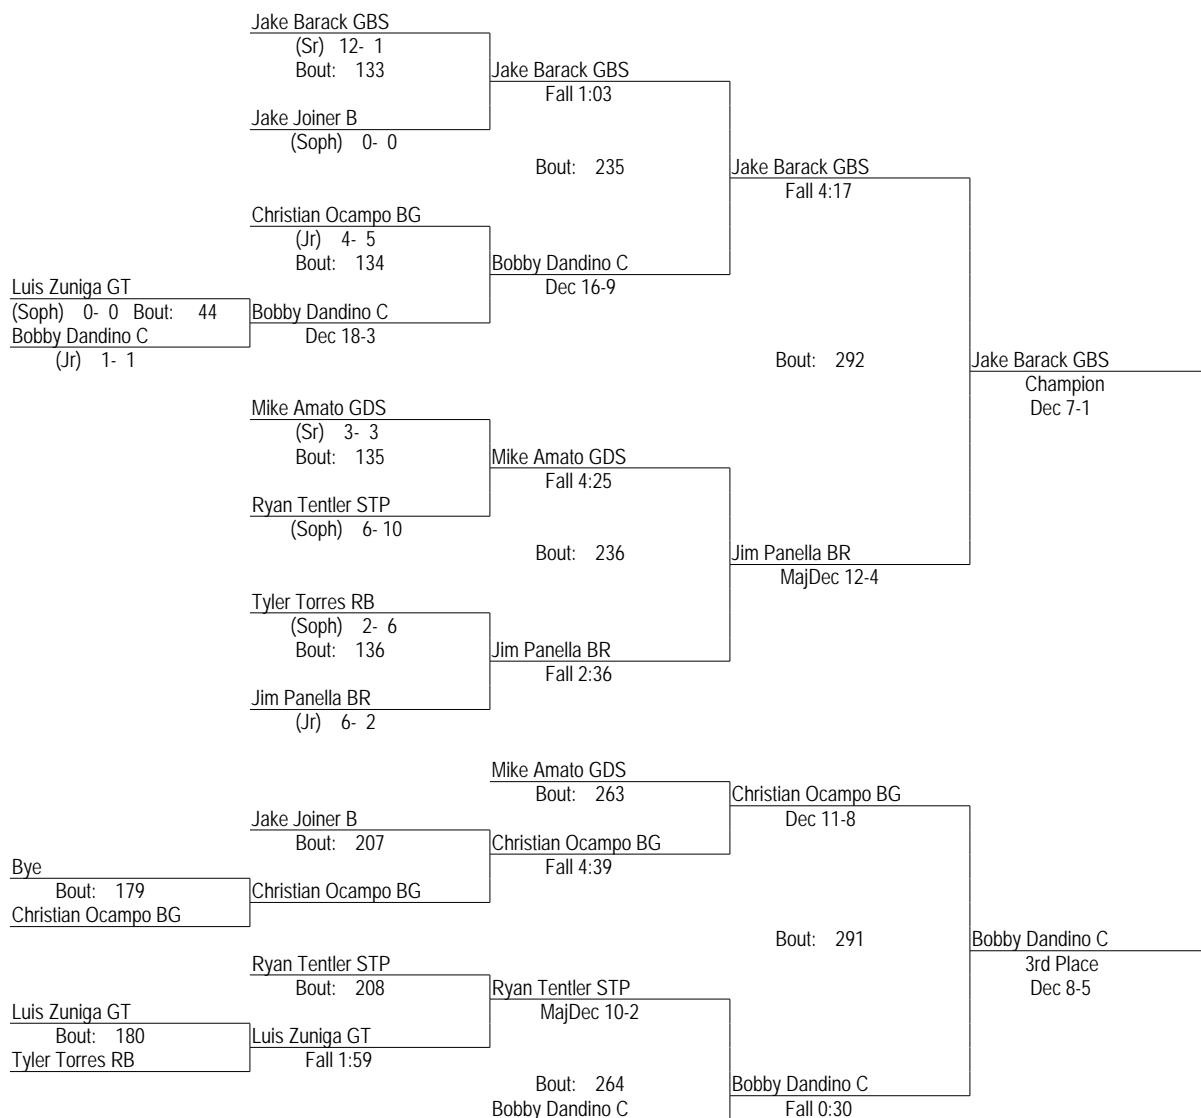 Jake Barack GBS
(Sr) 12- 1
Bout: 133
Jake Barack GBS
Fall 1:03
Jake Joiner B
(Soph) 0- 0
Bout: 235
Jake Barack GBS
Fall 4:17
Christian Ocampo BG
(Jr) 4- 5
Bout: 134
Bobby Dandino C
Dec 16-9
Luis Zuniga GT
(Soph) 0- 0 Bout: 44
Bobby Dandino C
Dec 18-3
Bobby Dandino C
(Jr) 1- 1
Bout: 292
Jake Barack GBS
Champion
Dec 7-1
Mike Amato GDS
(Sr) 3- 3
Bout: 135
Mike Amato GDS
Fall 4:25
Ryan Tentler STP
(Soph) 6- 10
Bout: 236
Jim Panella BR
MajDec 12-4
Tyler Torres RB
(Soph) 2- 6
Bout: 136
Jim Panella BR
Fall 2:36
Jim Panella BR
(Jr) 6- 2
Mike Amato GDS
Bout: 263
Christian Ocampo BG
Dec 11-8
Jake Joiner B
Bout: 207
Christian Ocampo BG
Fall 4:39
Bye
Bout: 179
Christian Ocampo BG
Christian Ocampo BG
Bout: 291
Bobby Dandino C
3rd Place
Dec 8-5
Ryan Tentler STP
Bout: 208
Ryan Tentler STP
MajDec 10-2
Luis Zuniga GT
Bout: 180
Luis Zuniga GT
Fall 1:59
Tyler Torres RB
Bout: 264
Bobby Dandino C
Fall 0:30
Bobby Dandino C